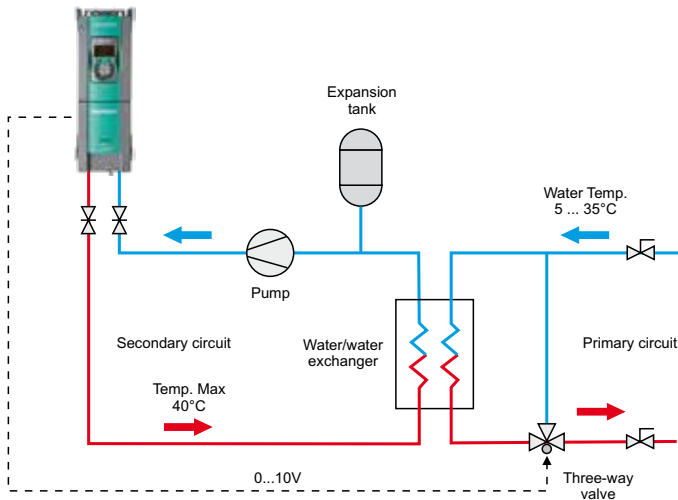 Expansion
tank
Water Temp.
5 ... 35°C
Pump
Secondary circuit
Water/water
exchanger
Primary circuit
Temp. Max
40°C
0...10V
Three-way
valve